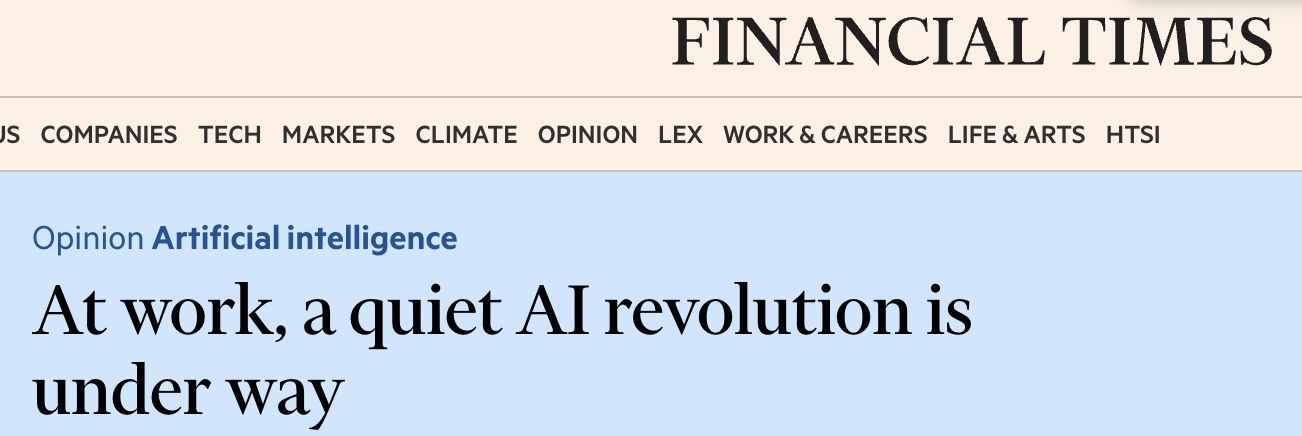 FINANCIAL TIMES
US COMPANIES TECH MARKETS CLIMATE OPINION LEX WORK & CAREERS LIFE & ARTS HTSI
Opinion Artificial intelligence
At work, a quiet AI revolution is
under way